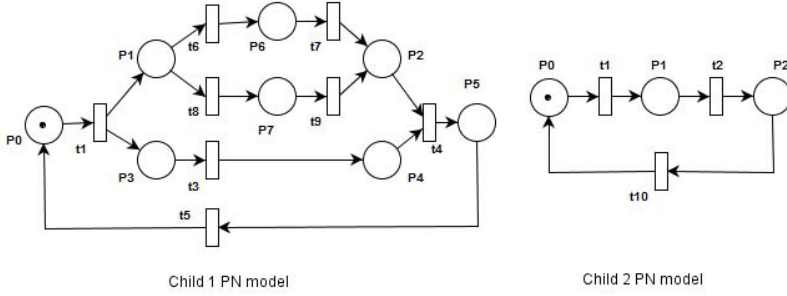 t6 P6 t7
P1 P2
P5
P0 t1 t8 P7 t9 t4
P3 t3 P4
t5
Child 1 PN model
P0 t1 P1 t2 P2
t10
Child 2 PN model